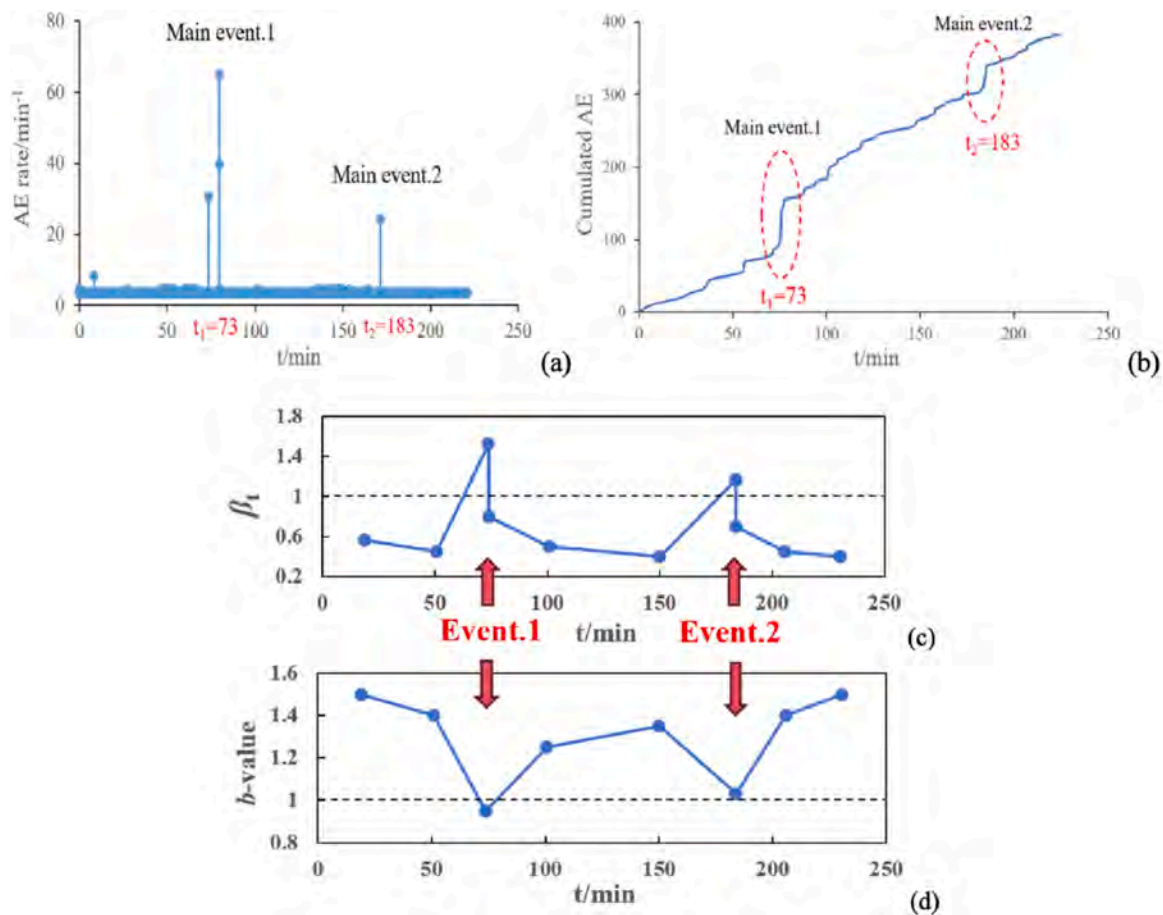 80
60
40
20
0
AE rate/min⁻¹
Main event.1
Main event.2
0 50 100 150 200 250
t₁=73
t₂=183
t/min
(a)
400
300
200
100
0
Cumulated AE
Main event.2
t₂=183
Main event.1
t₁=73
0 50 100 150 200 250
t/min
(b)
1.8
1.4
1
0.6
0.2
βt
0 50 100 150 200 250
Event.1 t/min Event.2
(c)
1.6
1.4
1.2
1
0.8
b-value
0 50 100 150 200 250
t/min
(d)